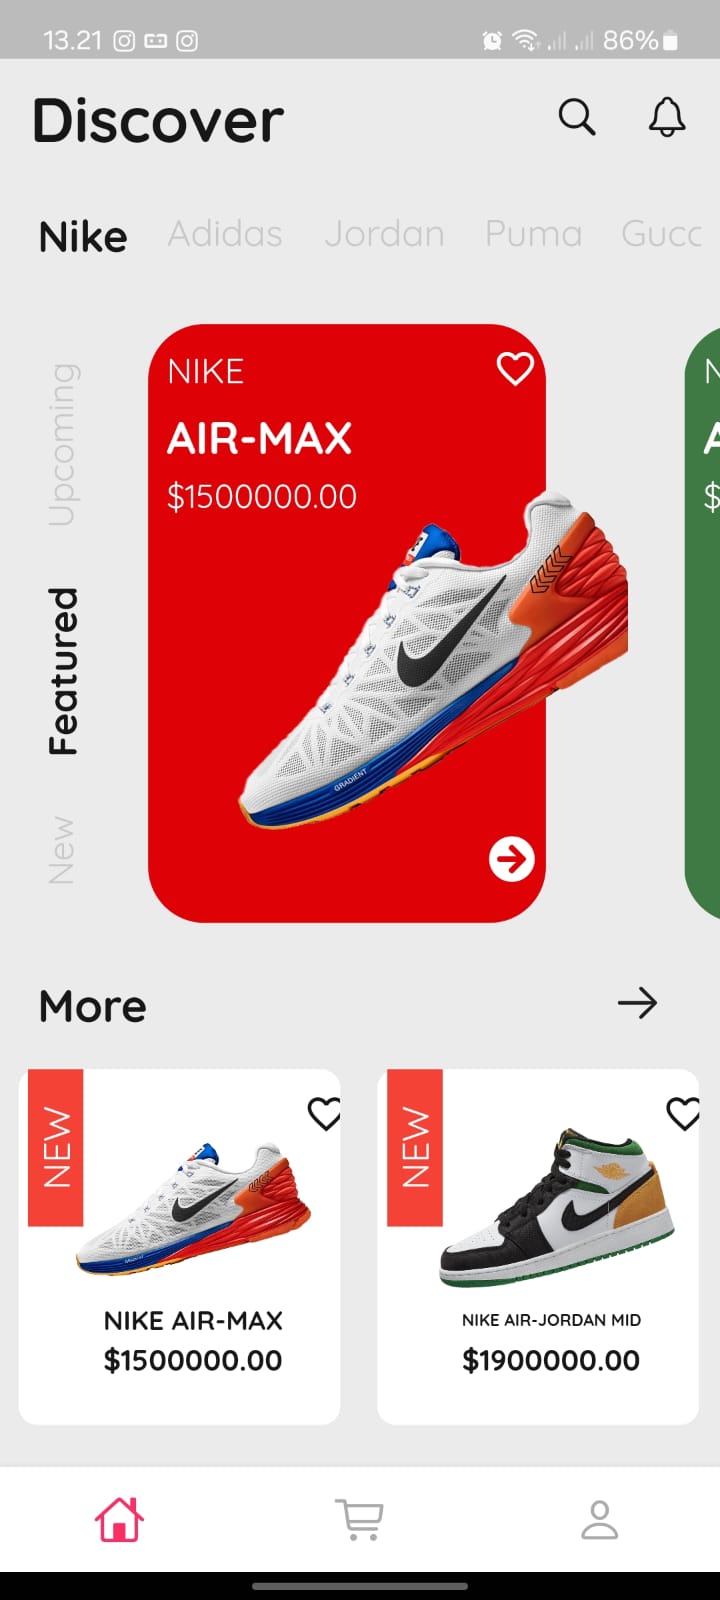 13.21 86%
Discover
Nike Adidas Jordan Puma Gucc
Upcoming
Featured
New
NIKE
AIR-MAX
$1500000.00
GRADIENT
N
A
$
More
NEW
NIKE AIR-MAX
$1500000.00
NEW
NIKE AIR-JORDAN MID
$1900000.00